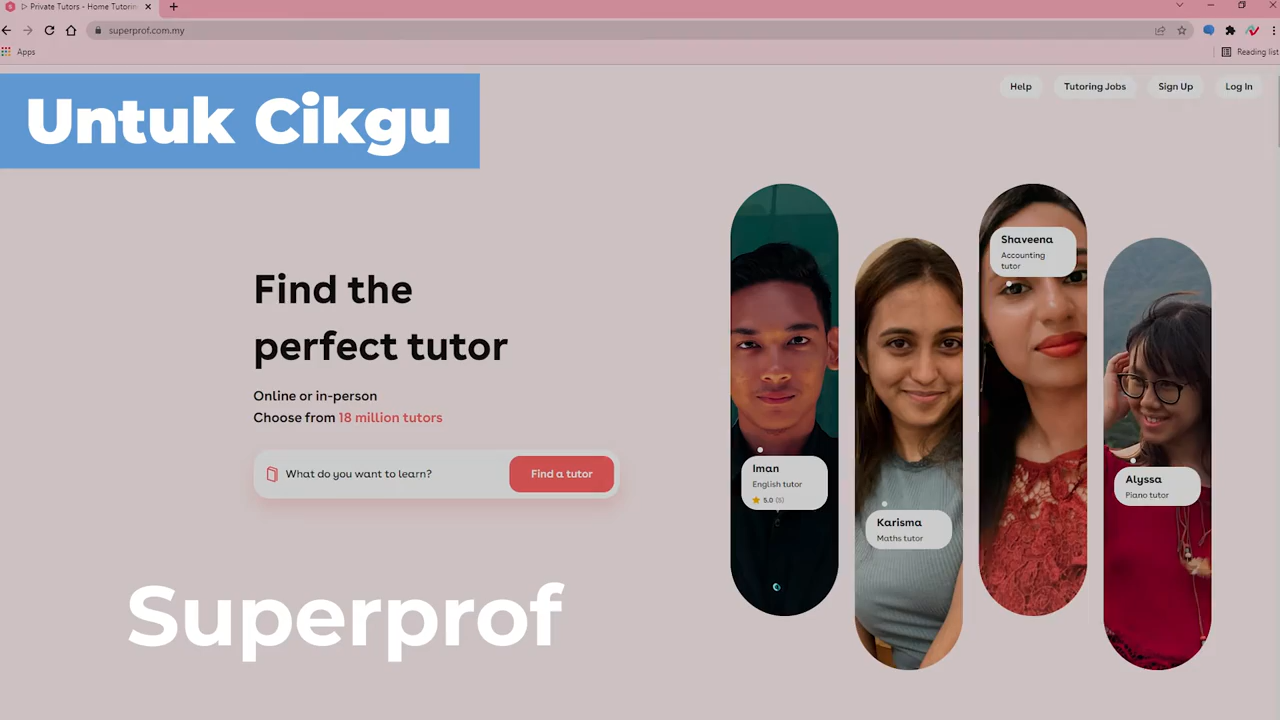 ▷ Private Tutors - Home Tutoring
superprof.com.my
Apps
Reading list
Help
Tutoring Jobs
Sign Up
Log In
Untuk Cikgu
Find the
perfect tutor
Online or in-person
Choose from 18 million tutors
What do you want to learn?
Find a tutor
Superprof
Iman
English tutor
5.0 (5)
Karisma
Maths tutor
Shaveena
Accounting
tutor
Alyssa
Piano tutor